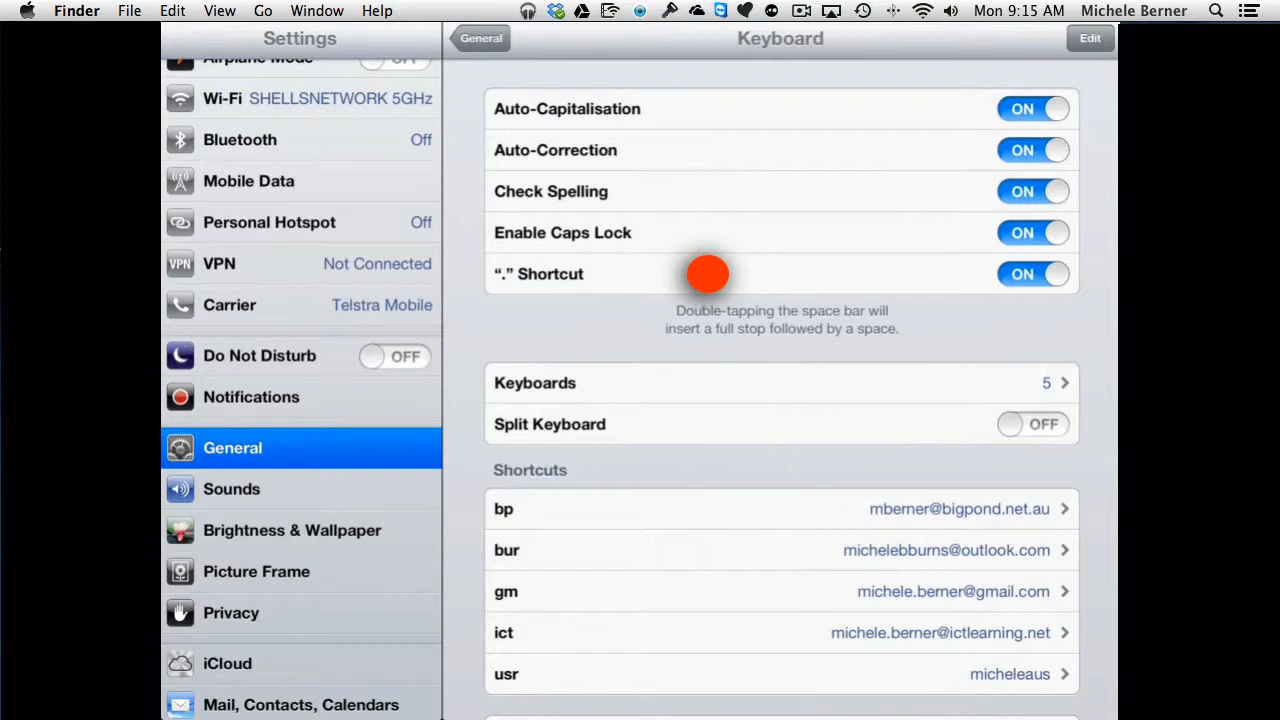 Finder File Edit View Go Window Help Mon 9:15 AM Michele Berner
Settings
Airplane Mode OFF
Wi-Fi SHELLSNETWORK 5GHz
Bluetooth Off
Mobile Data
Personal Hotspot Off
VPN VPN Not Connected
Carrier Telstra Mobile
Do Not Disturb OFF
Notifications
General
Sounds
Brightness & Wallpaper
Picture Frame
Privacy
iCloud
Mail, Contacts, Calendars
General Keyboard Edit
Auto-Capitalisation ON
Auto-Correction ON
Check Spelling ON
Enable Caps Lock ON
“.” Shortcut ON
Double-tapping the space bar will
insert a full stop followed by a space.
Keyboards 5
Split Keyboard OFF
Shortcuts
bp mberner@bigpond.net.au
bur michelebburns@outlook.com
gm michele.berner@gmail.com
ict michele.berner@ictlearning.net
usr micheleaus